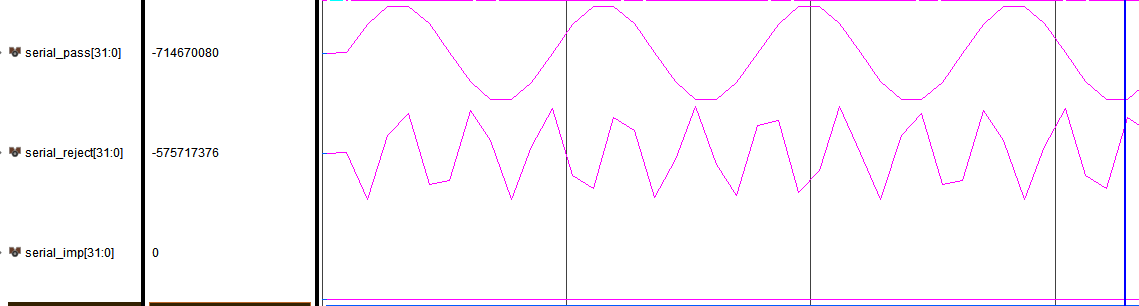 serial_pass[31:0] -714670080
serial_reject[31:0] -575717376
serial_imp[31:0] 0